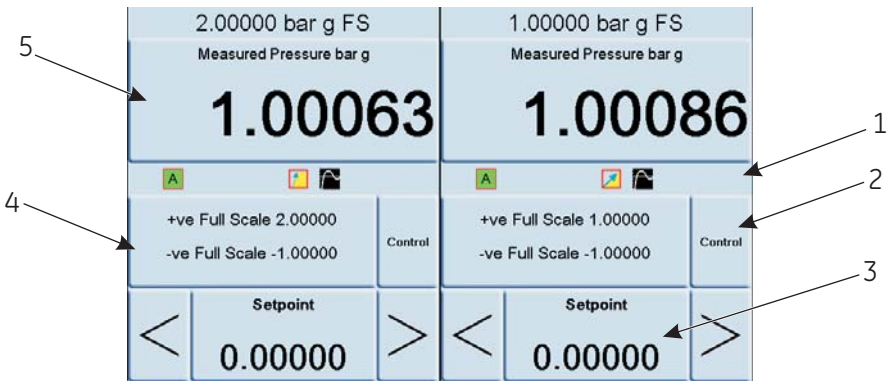 2.00000 bar g FS
Measured Pressure bar g
1.00063
A
+ve Full Scale 2.00000
-ve Full Scale -1.00000
Control
<
Setpoint
0.00000
>
1.00000 bar g FS
Measured Pressure bar g
1.00086
A
+ve Full Scale 1.00000
-ve Full Scale -1.00000
Control
<
Setpoint
0.00000
>
5
4
1
2
3